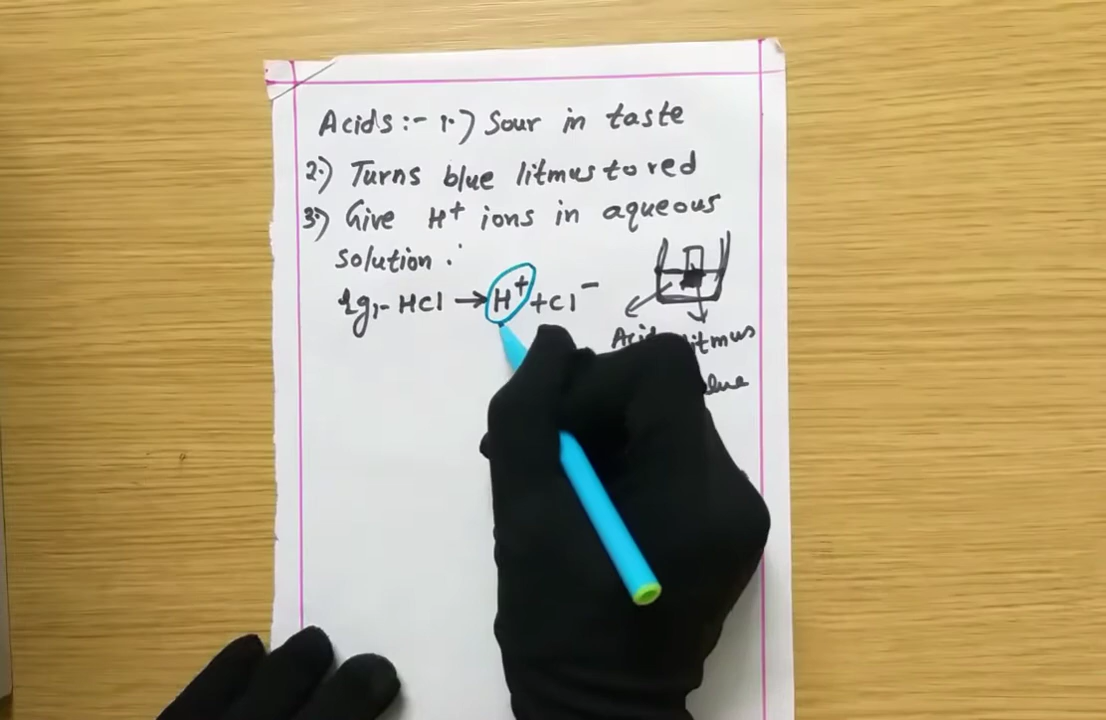 Acids :- 1.) Sour in taste
2.) Turns blue litmus to red
3.) Give H+ ions in aqueous
solution :
Eg,- HCl → H+ + Cl−
litmus